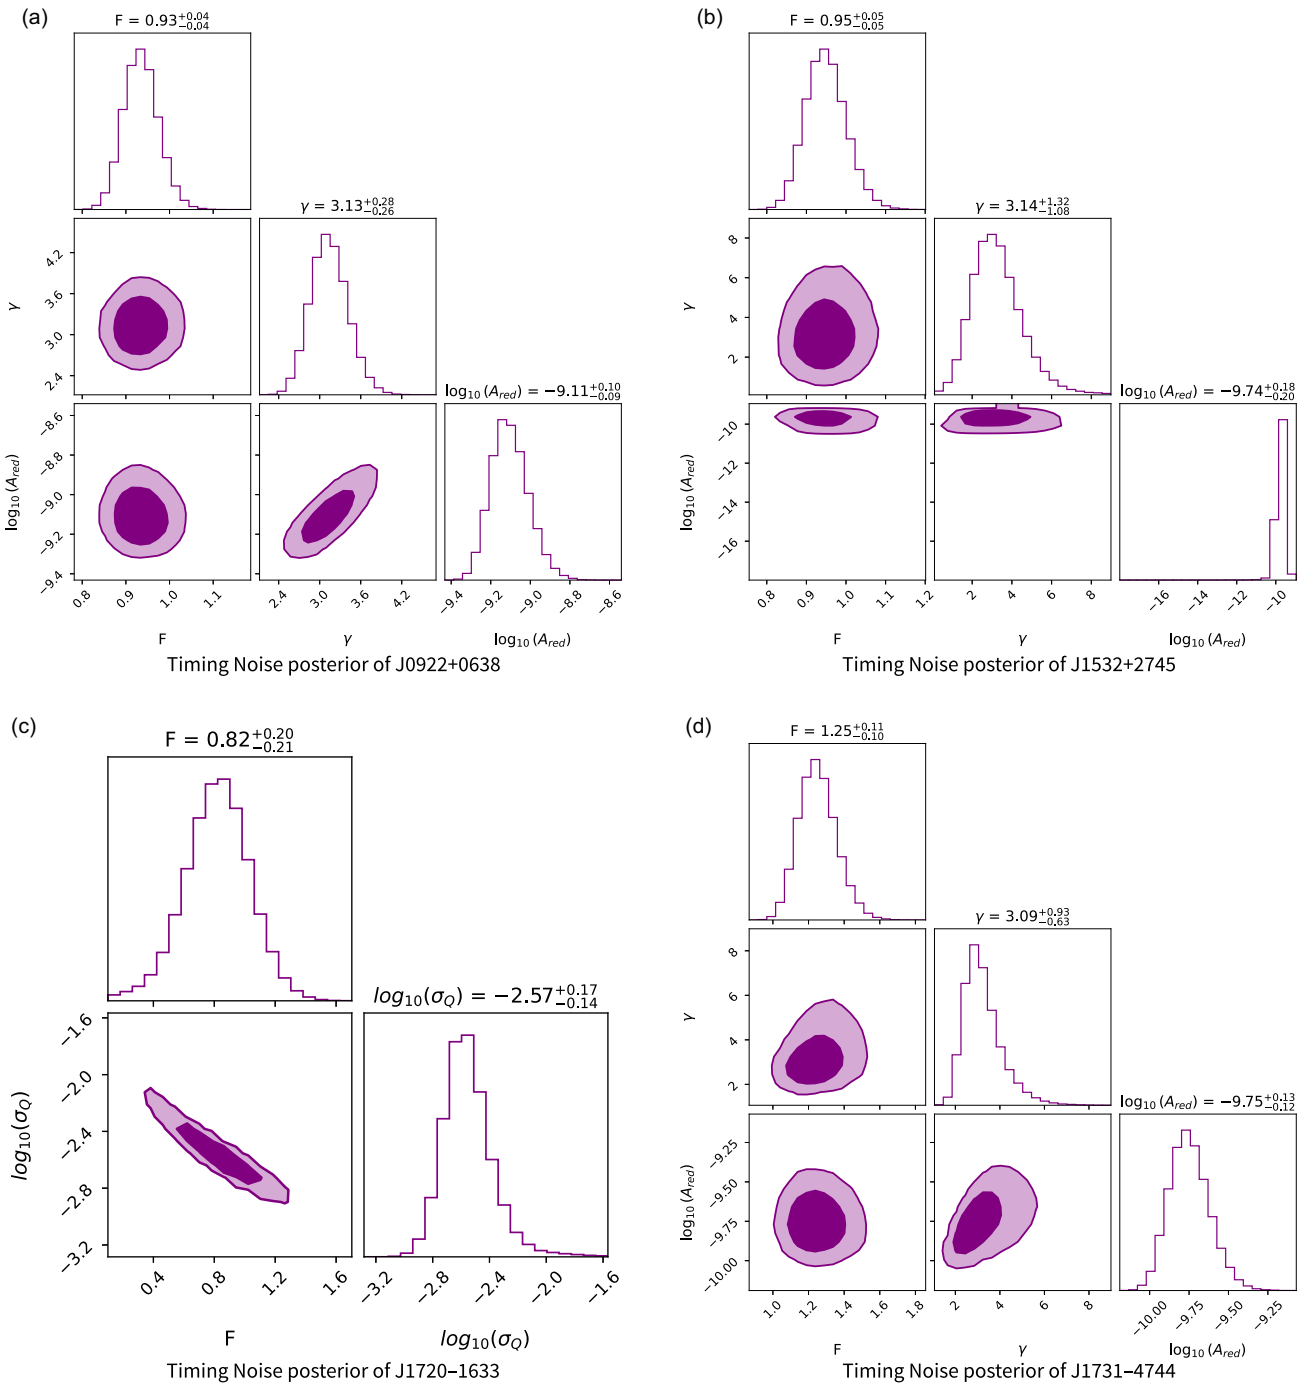 (a)
F = 0.93+0.04−0.04
γ = 3.13+0.28−0.26
log10(Ared) = −9.11+0.10−0.09
γ
4.2
3.6
3.0
2.4
log10(Ared)
−8.6
−8.8
−9.0
−9.2
−9.4
0.8 0.9 1.0 1.1
2.4 3.0 3.6 4.2
−9.4 −9.2 −9.0 −8.8 −8.6
F γ log10(Ared)
Timing Noise posterior of J0922+0638
(b)
F = 0.95+0.05−0.05
γ = 3.14+1.32−1.08
log10(Ared) = −9.74+0.18−0.20
γ
8
6
4
2
log10(Ared)
−10
−12
−14
−16
0.8 0.9 1.0 1.1 1.2
2 4 6 8
−16 −14 −12 −10
F γ log10(Ared)
Timing Noise posterior of J1532+2745
(c)
F = 0.82+0.20−0.21
log10(σQ) = −2.57+0.17−0.14
log10(σQ)
−1.6
−2.0
−2.4
−2.8
−3.2
0.4 0.8 1.2 1.6
−3.2 −2.8 −2.4 −2.0 −1.6
F log10(σQ)
Timing Noise posterior of J1720−1633
(d)
F = 1.25+0.11−0.10
γ = 3.09+0.93−0.63
log10(Ared) = −9.75+0.13−0.12
γ
8
6
4
2
log10(Ared)
−9.25
−9.50
−9.75
−10.00
1.0 1.2 1.4 1.6 1.8
2 4 6 8
−10.00 −9.75 −9.50 −9.25
F γ log10(Ared)
Timing Noise posterior of J1731−4744